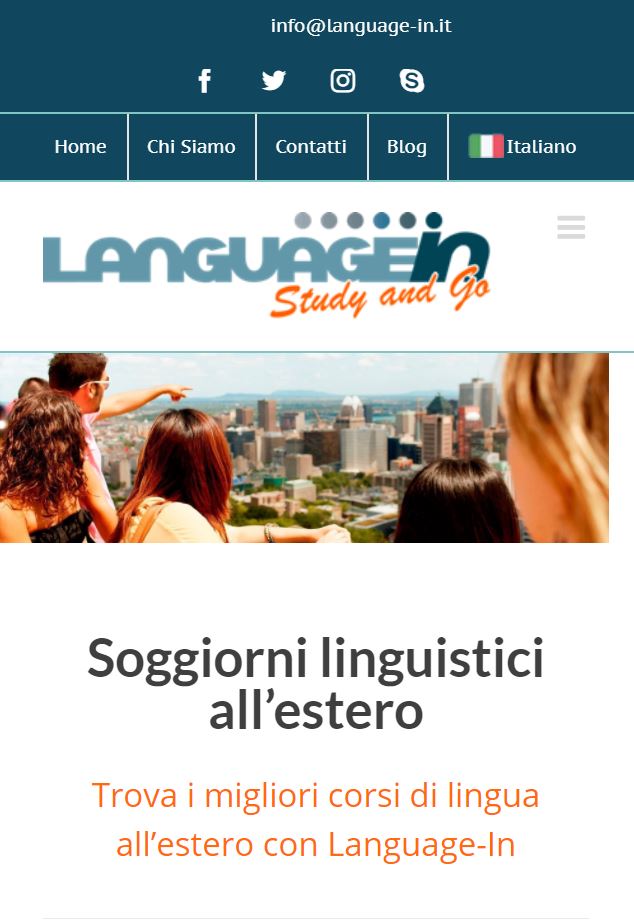 info@language-in.it
Home
Chi Siamo
Contatti
Blog
Italiano
LANGUAGEin
Study and Go
Soggiorni linguistici
all’estero
Trova i migliori corsi di lingua
all’estero con Language-In